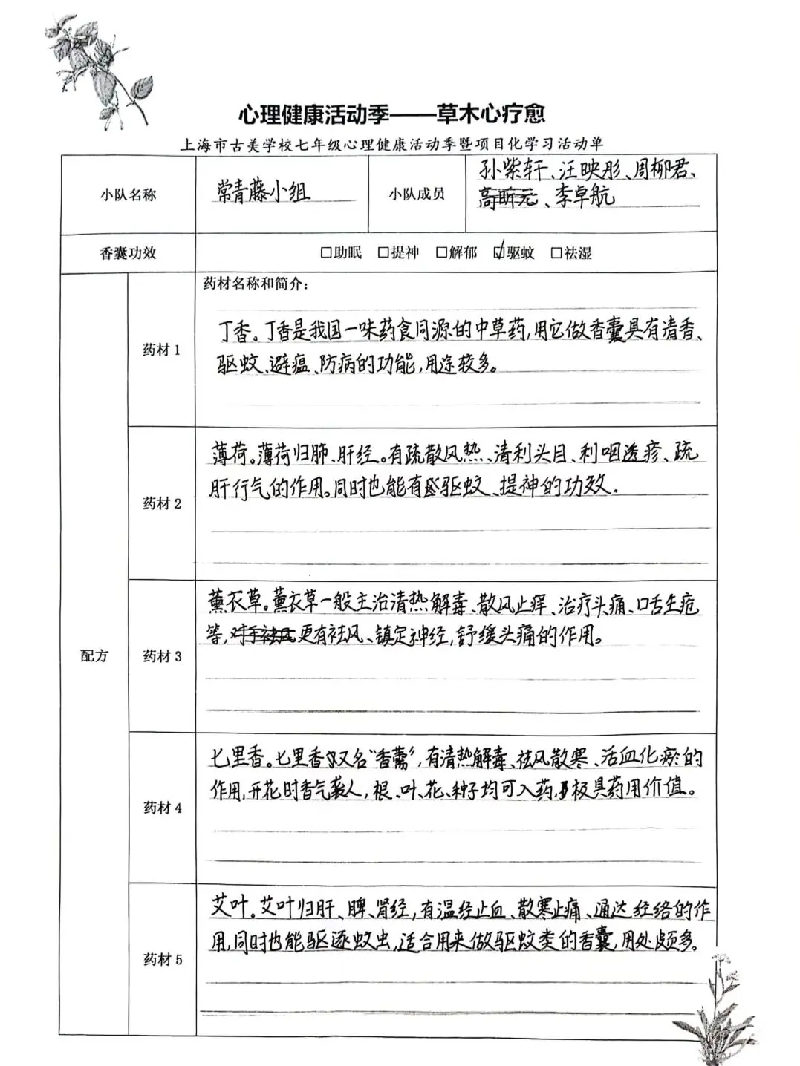 心理健康活动季——草木心疗愈
上海市古美学校七年级心理健康活动季暨项目化学习活动单
小队名称
常青藤小组
小队成员
孙紫轩、汪映彤、周柳君、
高昕元、李卓航
香囊功效
□助眠 □提神 □解郁 ☑驱蚊 □祛湿
配方
药材名称和简介：
药材 1
丁香。丁香是我国一味药食同源的中草药，用它做香囊具有清香、
驱蚊、避瘟、防病的功能，用途较多。
药材 2
薄荷。薄荷归肺、肝经。有疏散风热、清利头目、利咽透疹、疏
肝行气的作用。同时也能有驱蚊、提神的功效.
药材 3
薰衣草。薰衣草一般主治清热解毒、散风止痒、治疗头痛、口舌生疮
等，更有祛风、镇定神经，舒缓头痛的作用。
药材 4
七里香。七里香又名“香薷”，有清热解毒、祛风散寒、活血化瘀的
作用，开花时香气袭人，根、叶、花、种子均可入药，极具药用价值。
药材 5
艾叶。艾叶归肝、脾、肾经，有温经止血、散寒止痛、通达经络的作
用，同时也能驱逐蚊虫，适合用来做驱蚊类的香囊，用处颇多。